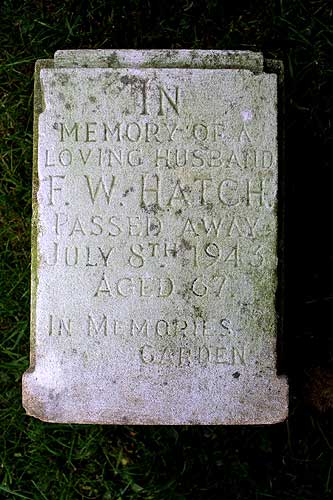 IN
MEMORY OF A
LOVING HUSBAND
F. W. HATCH.
PASSED AWAY
JULY 8TH 1943
AGED 67.
IN MEMORIES
GARDEN